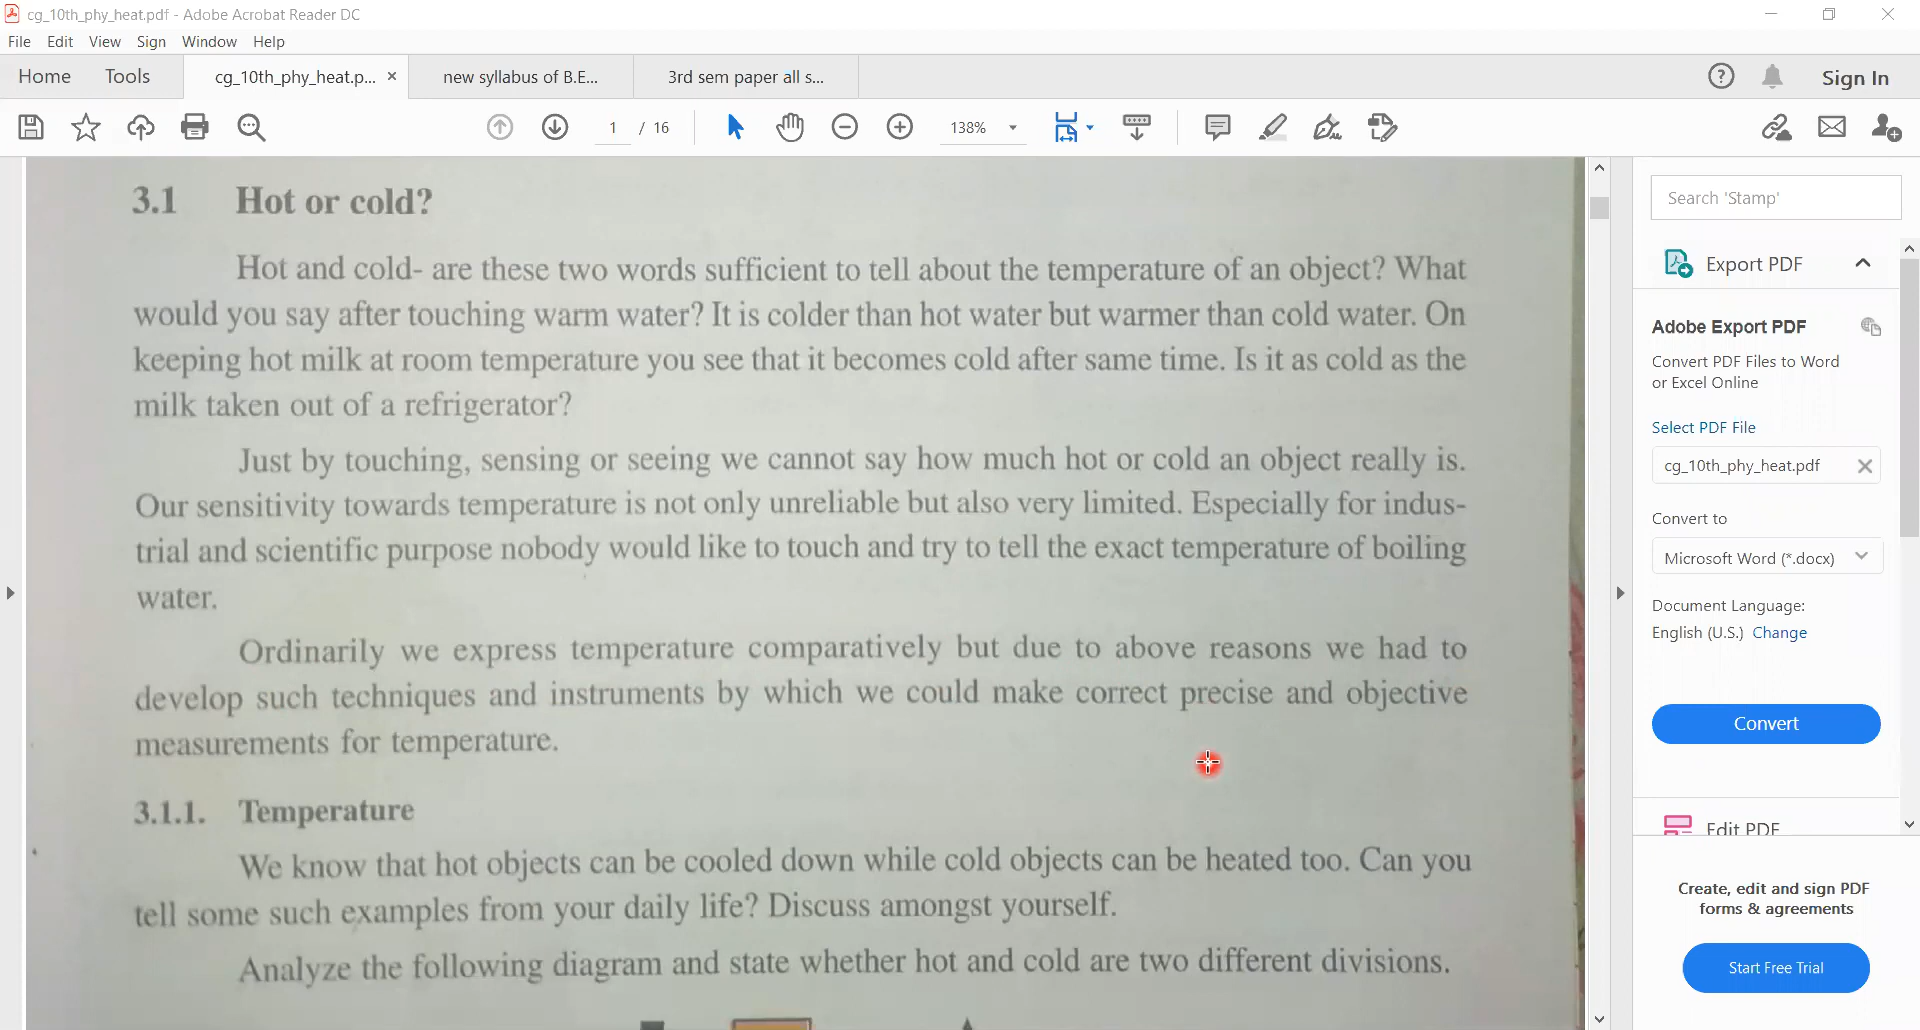 cg_10th_phy_heat.pdf - Adobe Acrobat Reader DC
File Edit View Sign Window Help
Home Tools cg_10th_phy_heat.p... × new syllabus of B.E... 3rd sem paper all s... Sign In
1 / 16 138%
3.1 Hot or cold?
Hot and cold- are these two words sufficient to tell about the temperature of an object? What
would you say after touching warm water? It is colder than hot water but warmer than cold water. On
keeping hot milk at room temperature you see that it becomes cold after same time. Is it as cold as the
milk taken out of a refrigerator?
Just by touching, sensing or seeing we cannot say how much hot or cold an object really is.
Our sensitivity towards temperature is not only unreliable but also very limited. Especially for indus-
trial and scientific purpose nobody would like to touch and try to tell the exact temperature of boiling
water.
Ordinarily we express temperature comparatively but due to above reasons we had to
develop such techniques and instruments by which we could make correct precise and objective
measurements for temperature.
3.1.1. Temperature
We know that hot objects can be cooled down while cold objects can be heated too. Can you
tell some such examples from your daily life? Discuss amongst yourself.
Analyze the following diagram and state whether hot and cold are two different divisions.
Search 'Stamp'
Export PDF
Adobe Export PDF
Convert PDF Files to Word
or Excel Online
Select PDF File
cg_10th_phy_heat.pdf
Convert to
Microsoft Word (*.docx)
Document Language:
English (U.S.) Change
Convert
Edit PDF
Create, edit and sign PDF
forms & agreements
Start Free Trial